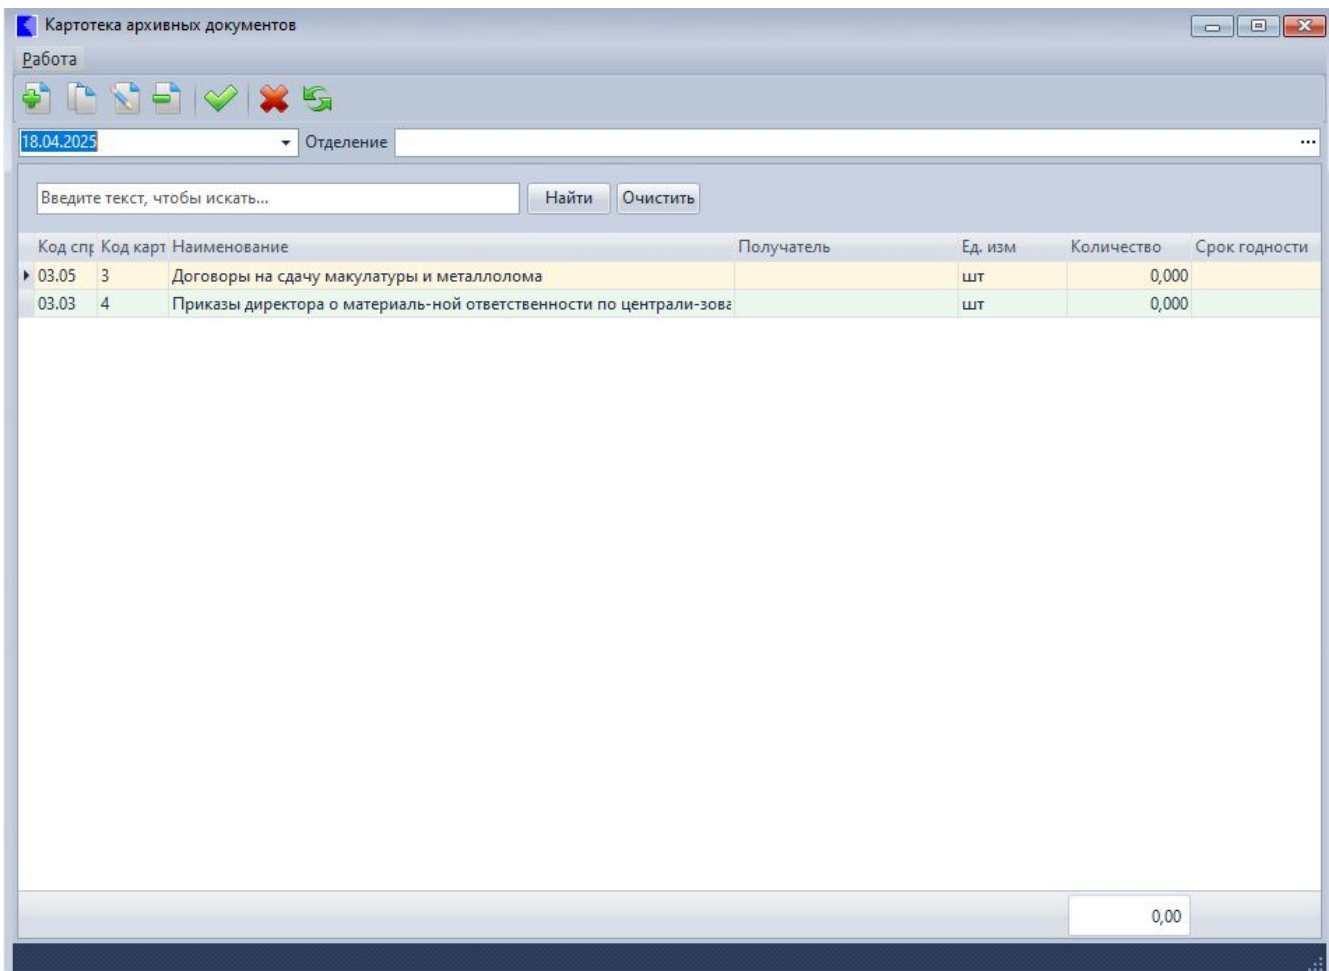 Картотека архивных документов
Работа
18.04.2025 Отделение ...
Введите текст, чтобы искать... Найти Очистить
Код спр Код карт Наименование Получатель Ед. изм Количество Срок годности
03.05 3 Договоры на сдачу макулатуры и металлолома шт 0,000
03.03 4 Приказы директора о материаль-ной ответственности по централи-зова шт 0,000
0,00